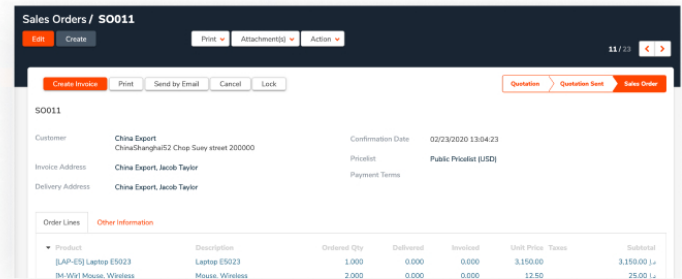 Sales Orders / SO011
Edit Create Print Attachment(s) Action
11 / 23
Create Invoice Print Send by Email Cancel Lock Quotation Quotation Sent Sales Order
SO011
Customer China Export Confirmation Date 02/23/2020 13:04:23
ChinaShanghai52 Chop Suey street 200000
Pricelist Public Pricelist (USD)
Invoice Address China Export, Jacob Taylor
Payment Terms
Delivery Address China Export, Jacob Taylor
Order Lines Other Information
Product Description Ordered Qty Delivered Invoiced Unit Price Taxes Subtotal
[LAP-E5] Laptop E5023 Laptop E5023 1.000 0.000 0.000 3,150.00 3,150.00 د.إ
[M-Wir] Mouse, Wireless Mouse, Wireless 2.000 0.000 0.000 12.50 25.00 د.إ